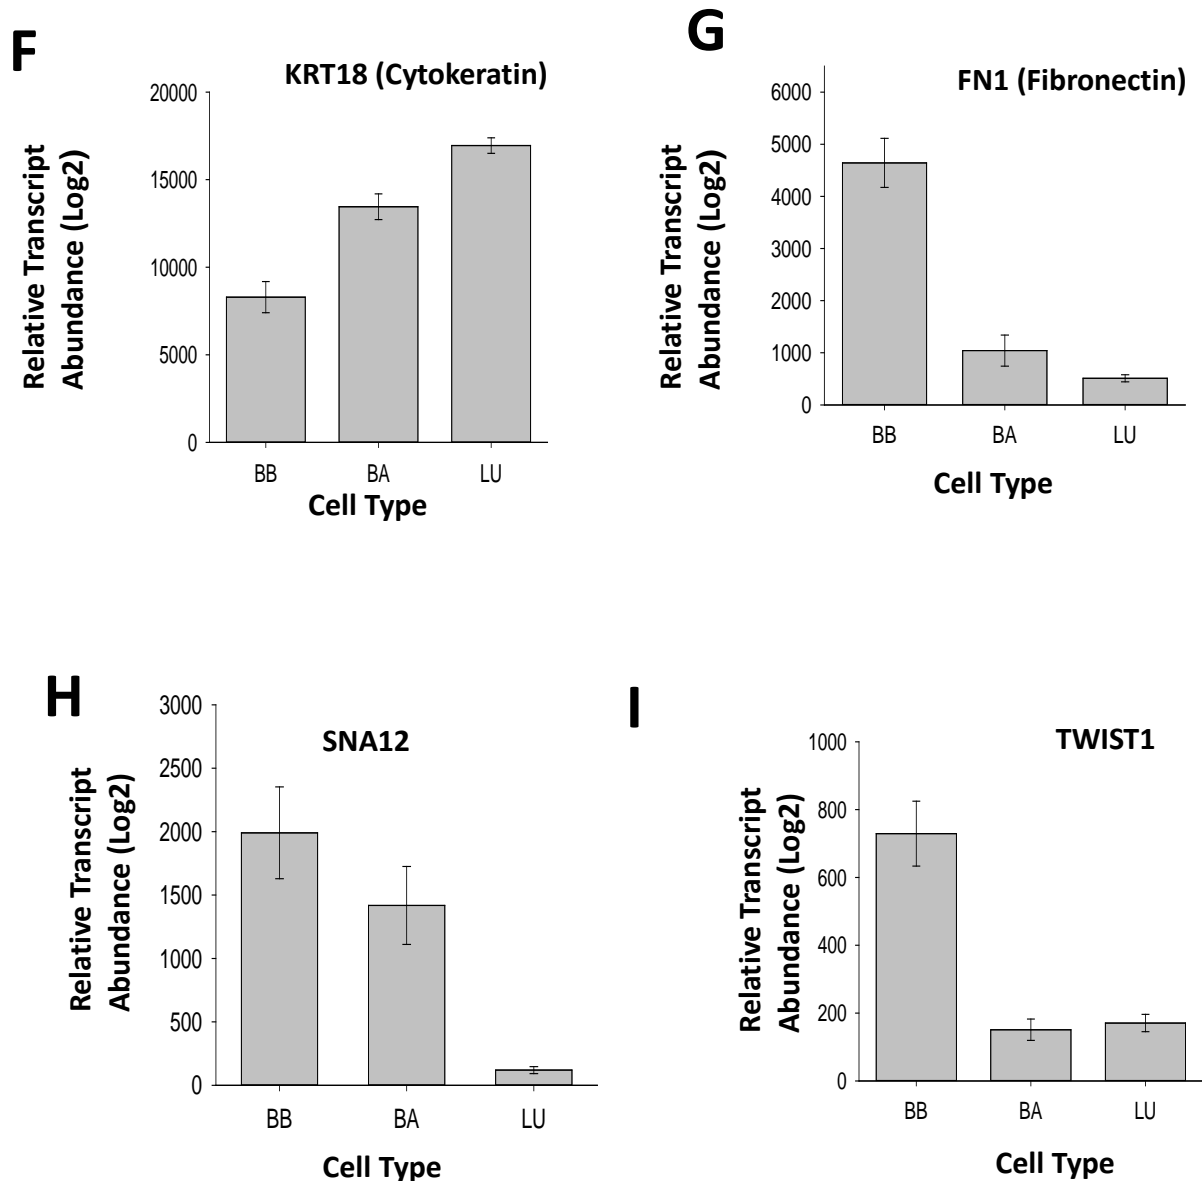 F
KRT18 (Cytokeratin)
Relative Transcript
Abundance (Log2)
20000
15000
10000
5000
0
BB BA LU
Cell Type
G
FN1 (Fibronectin)
Relative Transcript
Abundance (Log2)
6000
5000
4000
3000
2000
1000
0
BB BA LU
Cell Type
H
SNA12
Relative Transcript
Abundance (Log2)
3000
2500
2000
1500
1000
500
0
BB BA LU
Cell Type
I
TWIST1
Relative Transcript
Abundance (Log2)
1000
800
600
400
200
0
BB BA LU
Cell Type